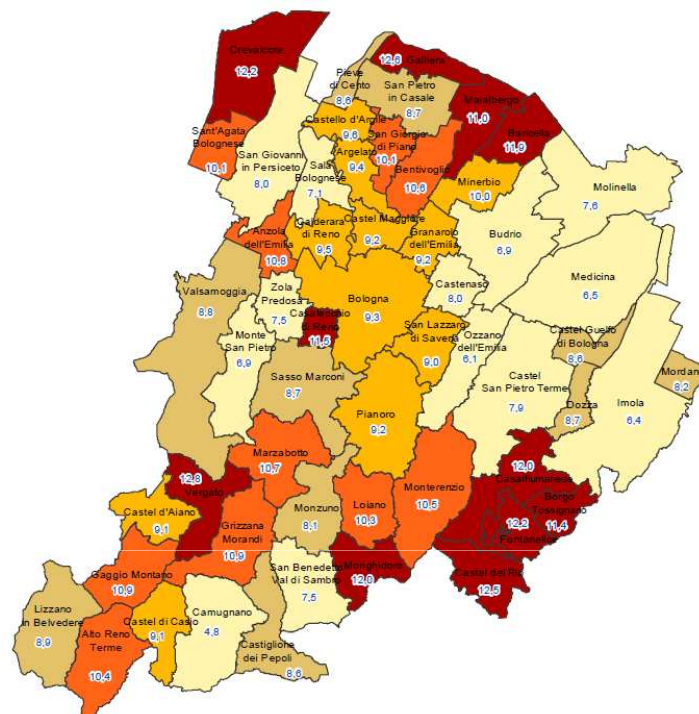 Crevalcore
12,2
12,6
Galliera
Pieve
di Cento
8,6
San Pietro
in Casale
8,7
Malalbergo
11,0
Baricella
11,9
Sant'Agata
Bolognese
10,1
San Giovanni
in Persiceto
8,0
Castello d'Argile
9,6
San Giorgio
di Piano
10,1
Argelato
9,4
Bentivoglio
10,6
Sala
Bolognese
7,1
Minerbio
10,0
Molinella
7,6
Anzola
dell'Emilia
10,8
Calderara
di Reno
9,5
Castel Maggiore
9,2
Granarolo
dell'Emilia
9,2
Budrio
6,9
Medicina
6,5
Valsamoggia
8,8
Zola
Predosa
7,5
Bologna
9,3
Castenaso
8,0
Casalecchio
di Reno
11,5
Monte
San Pietro
6,9
San Lazzaro
di Savena
9,0
Ozzano
dell'Emilia
6,1
Castel Guelfo
di Bologna
8,6
Mordano
8,2
Sasso Marconi
8,7
Castel
San Pietro Terme
7,9
Dozza
8,7
Imola
6,4
Pianoro
9,2
Marzabotto
10,7
12,8
Vergato
Monzuno
8,1
Loiano
10,3
Monterenzio
10,5
12,0
Casalfiumanese
Borgo
Tossignano
11,4
12,2
Fontanelice
Castel d'Aiano
9,1
Grizzana
Morandi
10,9
Gaggio Montano
10,9
San Benedetto
Val di Sambro
7,5
Monghidoro
12,0
Castel del Rio
12,5
Lizzano
in Belvedere
8,9
Alto Reno
Terme
10,4
Castel di Casio
9,1
Camugnano
4,8
Castiglione
dei Pepoli
8,6